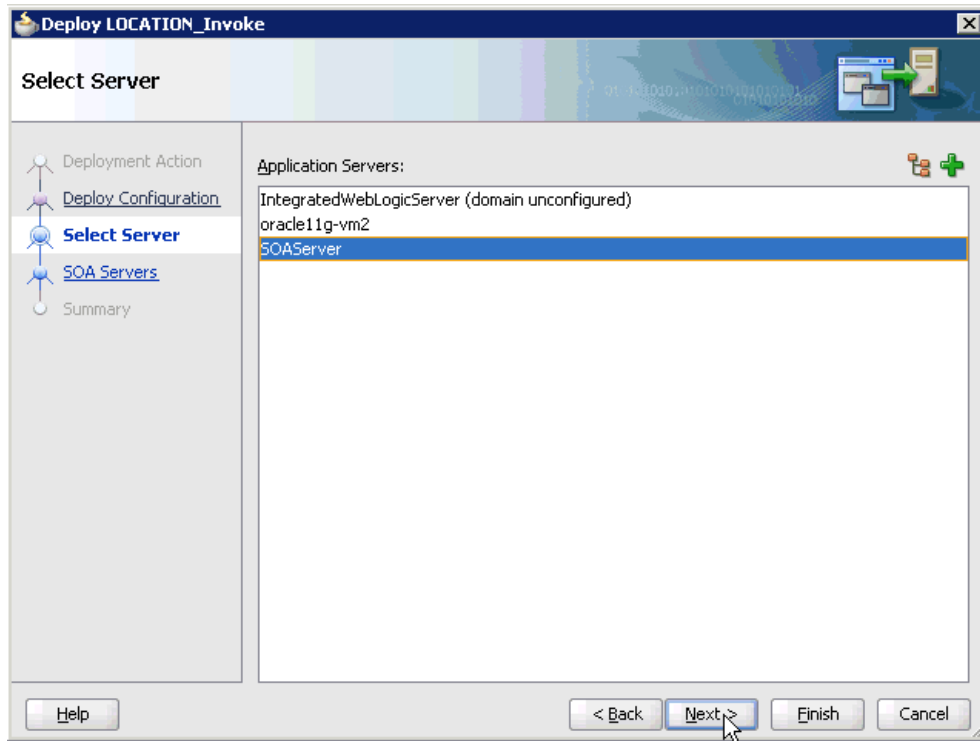 Deploy LOCATION_Invoke
Select Server
Deployment Action
Deploy Configuration
Select Server
SOA Servers
Summary
Application Servers:
IntegratedWebLogicServer (domain unconfigured)
oracle11g-vm2
SOAServer
Help
< Back
Next >
Finish
Cancel